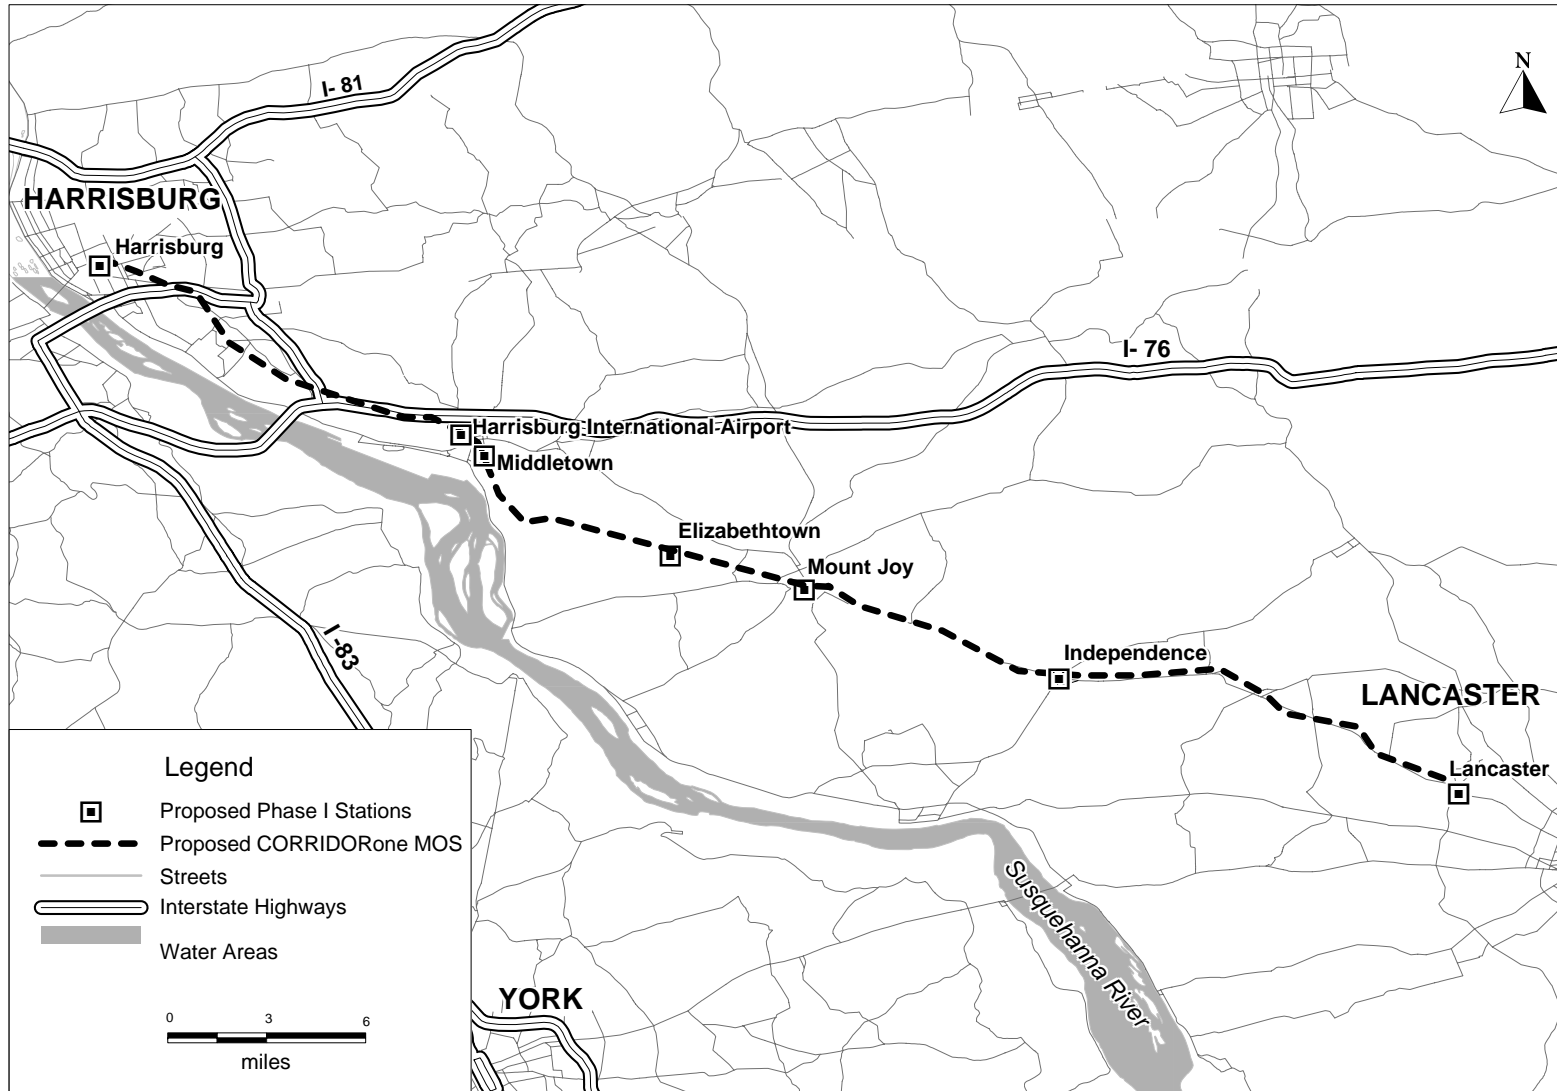 N
I- 81
HARRISBURG
Harrisburg
I- 76
Harrisburg International Airport
Middletown
Elizabethtown
Mount Joy
I -83
Independence
LANCASTER
Lancaster
Susquehanna River
YORK
Legend
Proposed Phase I Stations
Proposed CORRIDORone MOS
Streets
Interstate Highways
Water Areas
0 3 6
miles